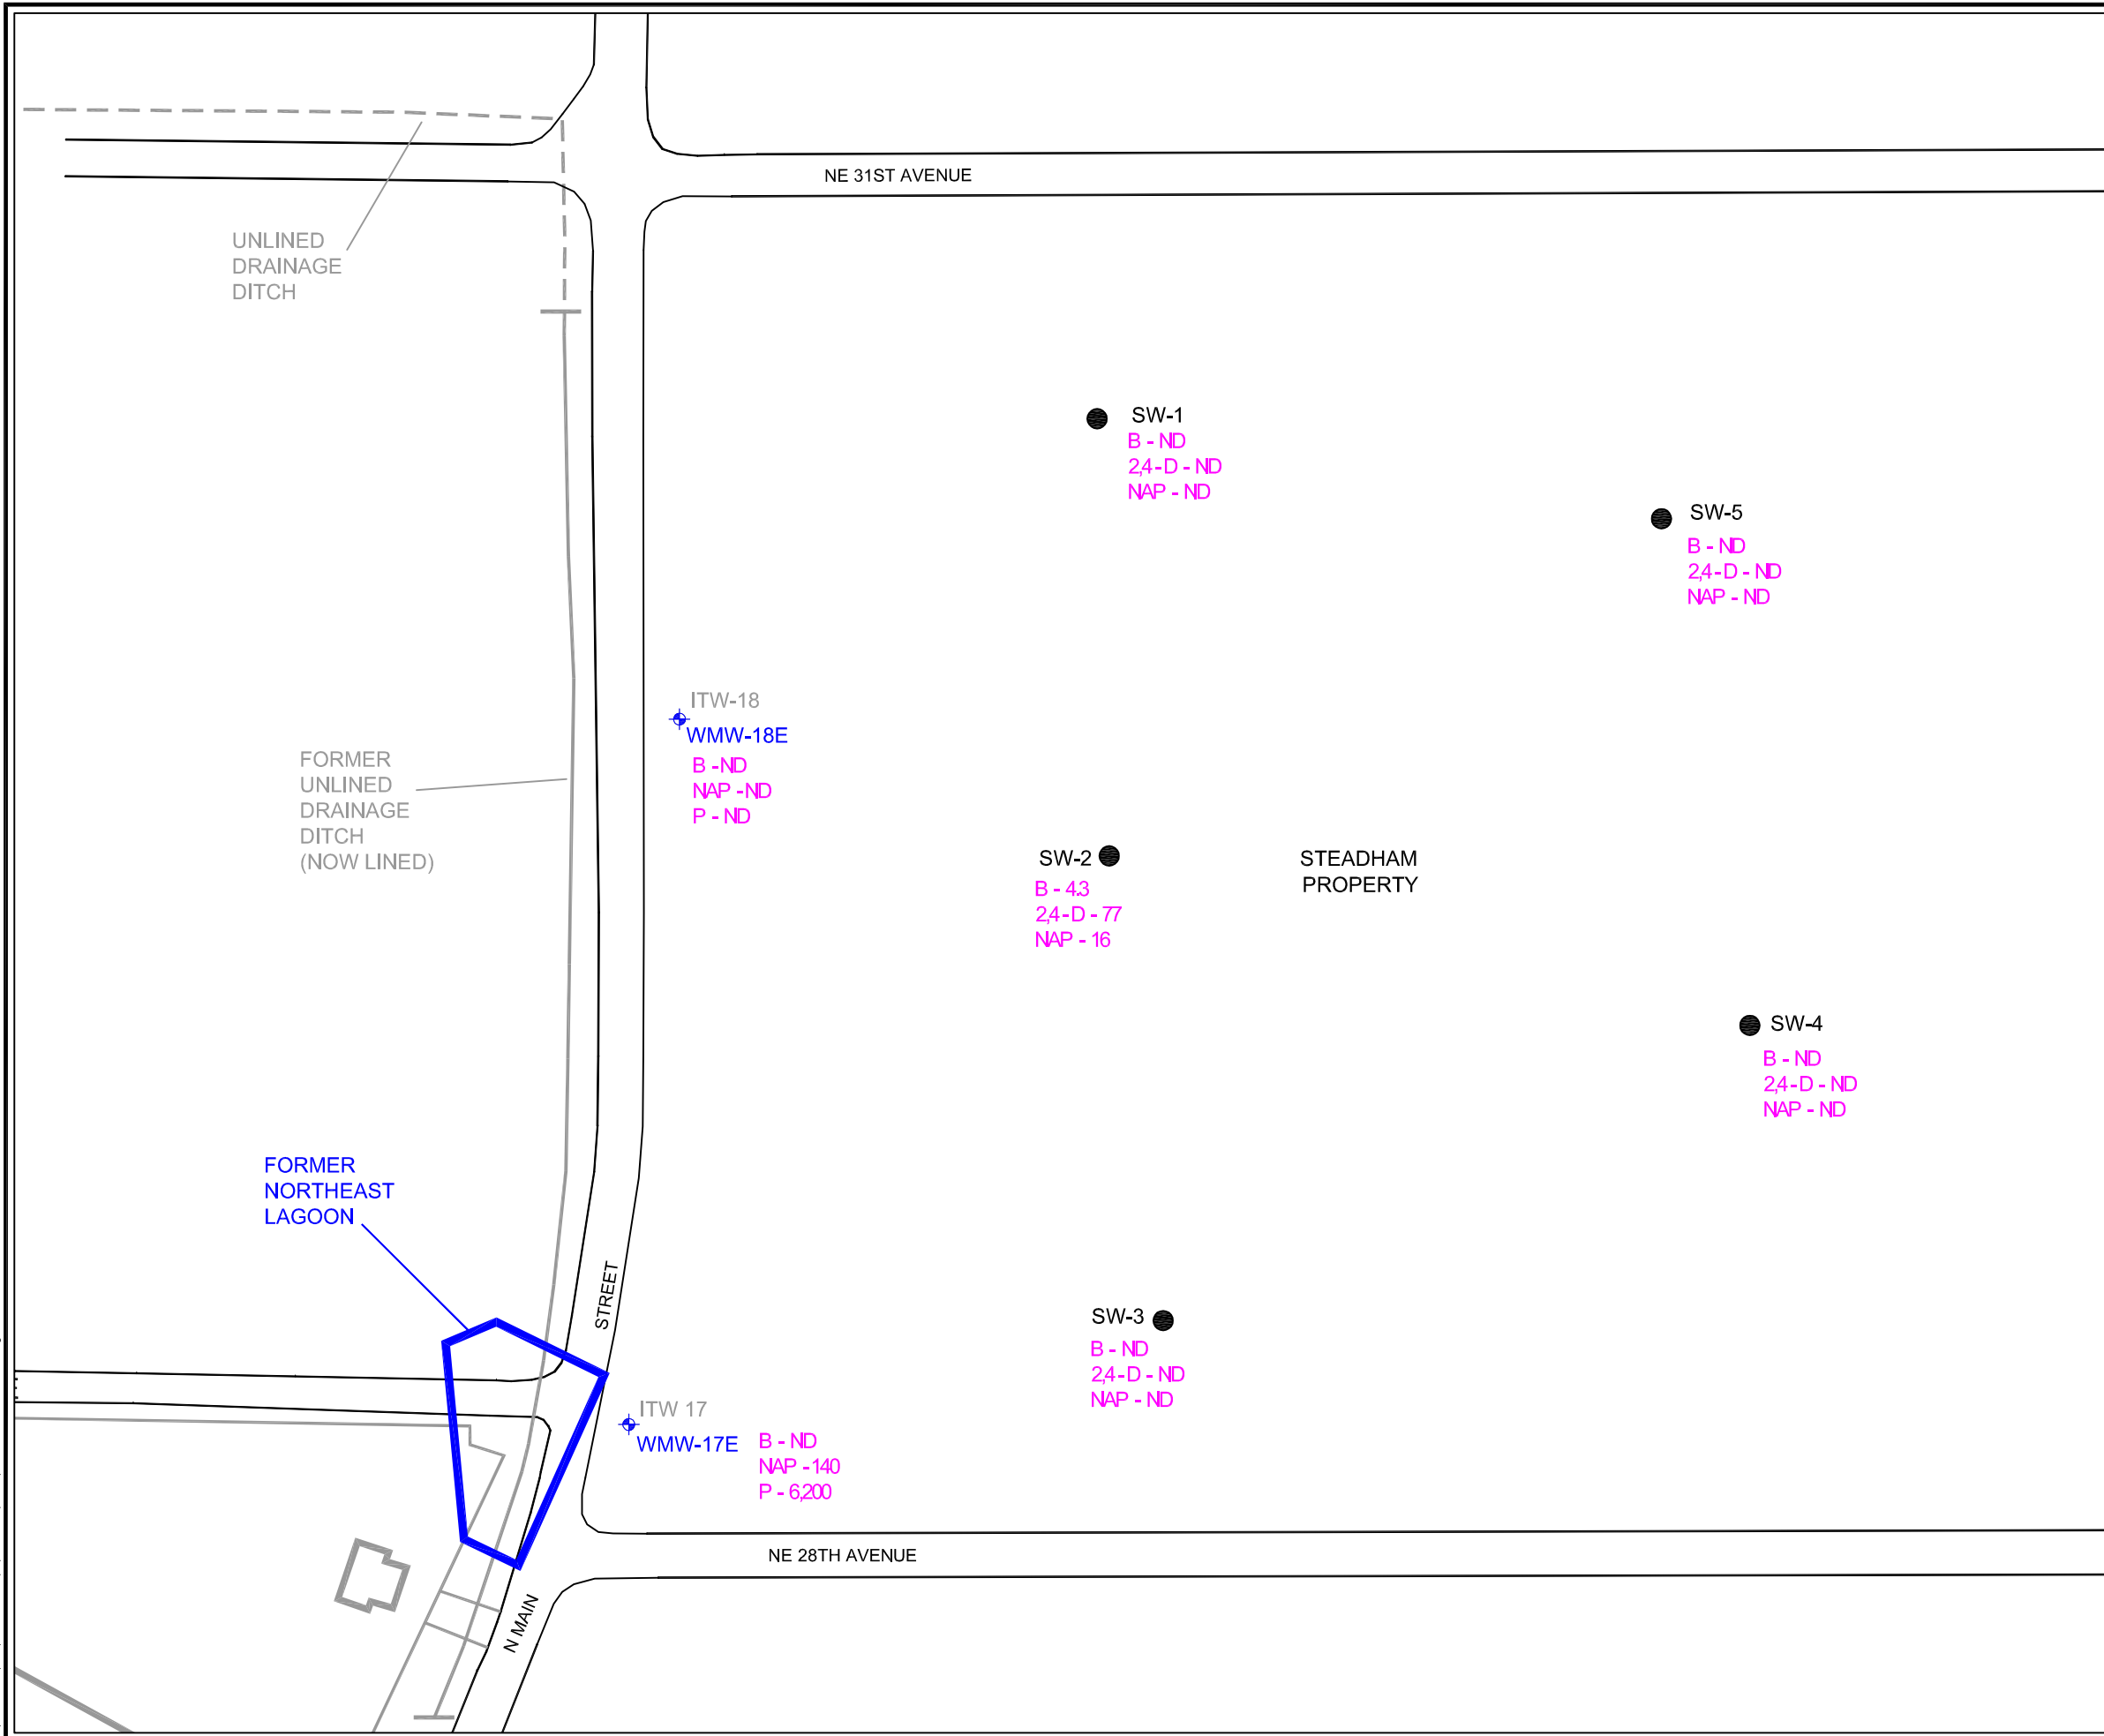 NE 31ST AVENUE
UNLINED
DRAINAGE
DITCH
SW-1
B - ND
2,4-D - ND
NAP - ND
SW-5
B - ND
2,4-D - ND
NAP - ND
ITW-18
WMW-18E
B - ND
NAP - ND
P - ND
FORMER
UNLINED
DRAINAGE
DITCH
(NOW LINED)
SW-2
B - 4.3
2,4-D - 77
NAP - 16
STEADHAM
PROPERTY
SW-4
B - ND
2,4-D - ND
NAP - ND
FORMER
NORTHEAST
LAGOON
STREET
SW-3
B - ND
2,4-D - ND
NAP - ND
ITW 17
WMW-17E
B - ND
NAP - 140
P - 6,200
NE 28TH AVENUE
N MAIN